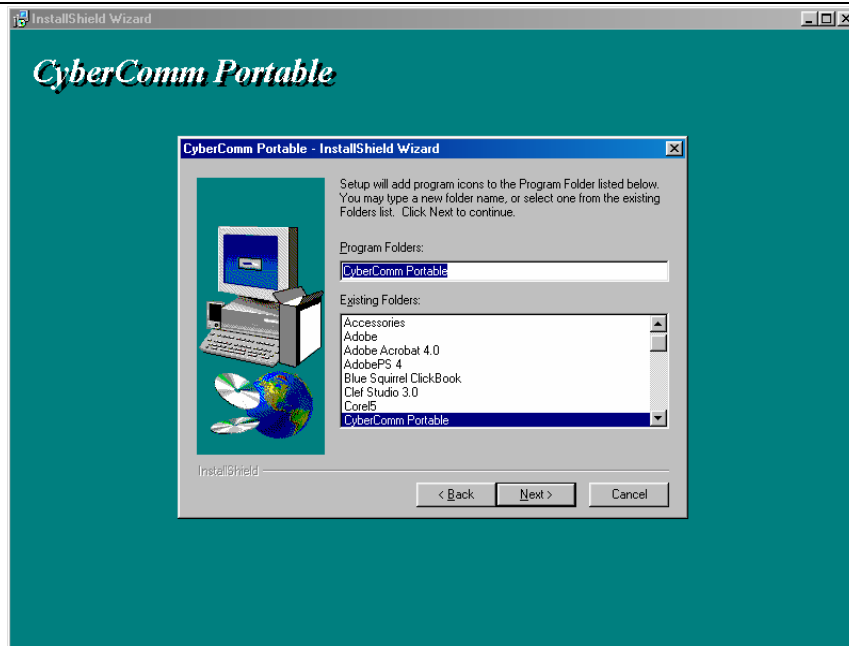 InstallShield Wizard
CyberComm Portable
CyberComm Portable - InstallShield Wizard
Setup will add program icons to the Program Folder listed below.
You may type a new folder name, or select one from the existing
Folders list. Click Next to continue.
Program Folders:
CyberComm Portable
Existing Folders:
Accessories
Adobe
Adobe Acrobat 4.0
AdobePS 4
Blue Squirrel ClickBook
Clef Studio 3.0
Corel5
CyberComm Portable
InstallShield
< Back Next > Cancel